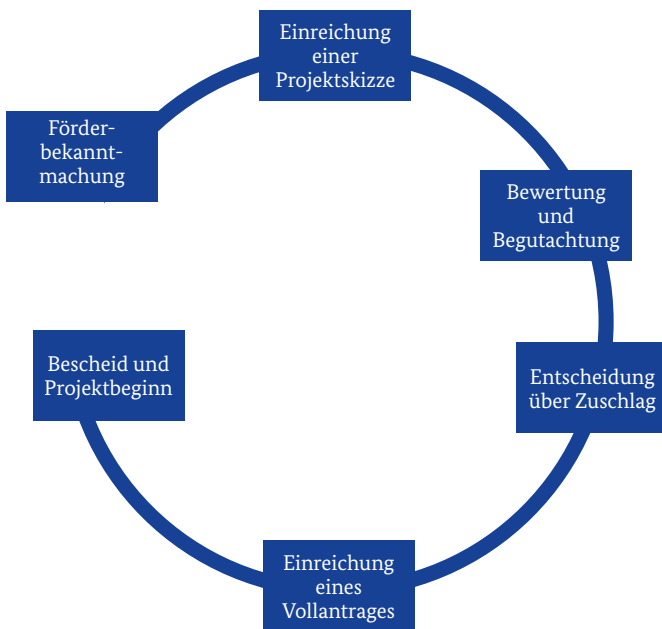 Einreichung
einer
Projektskizze
Förder-
bekannt-
machung
Bewertung
und
Begutachtung
Entscheidung
über Zuschlag
Einreichung
eines
Vollantrages
Bescheid und
Projektbeginn